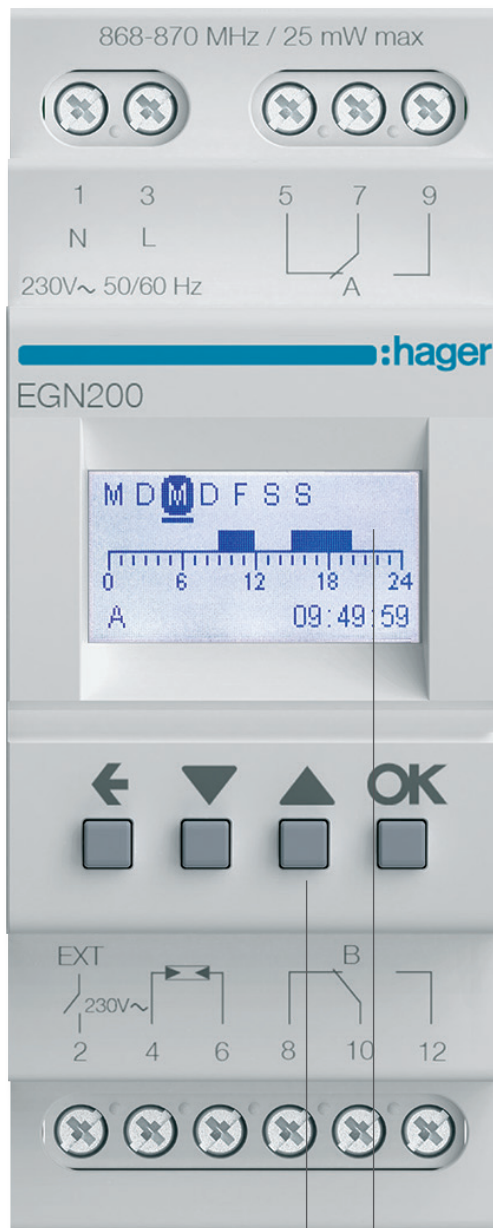 868-870 MHz / 25 mW max
1 3 5 7 9
N L
230V~ 50/60 Hz A
:hager
EGN200
M D M D F S S
0 6 12 18 24
A 09:49:59
OK
EXT B
230V~
2 4 6 8 10 12